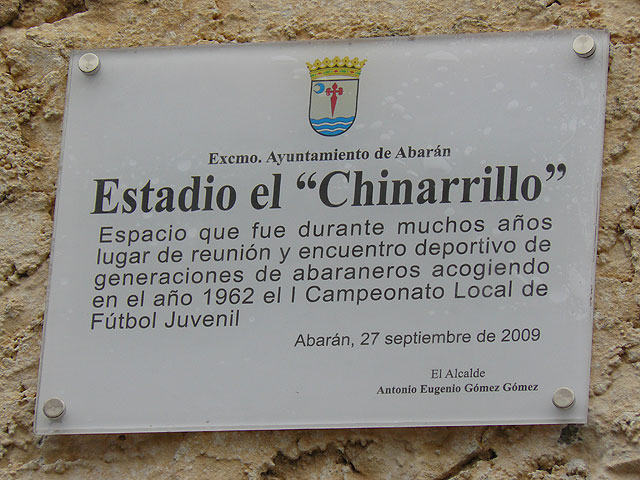 Excmo. Ayuntamiento de Abarán
Estadio el “Chinarrillo”
Espacio que fue durante muchos años
lugar de reunión y encuentro deportivo de
generaciones de abaraneros acogiendo
en el año 1962 el I Campeonato Local de
Fútbol Juvenil
Abarán, 27 septiembre de 2009
El Alcalde
Antonio Eugenio Gómez Gómez